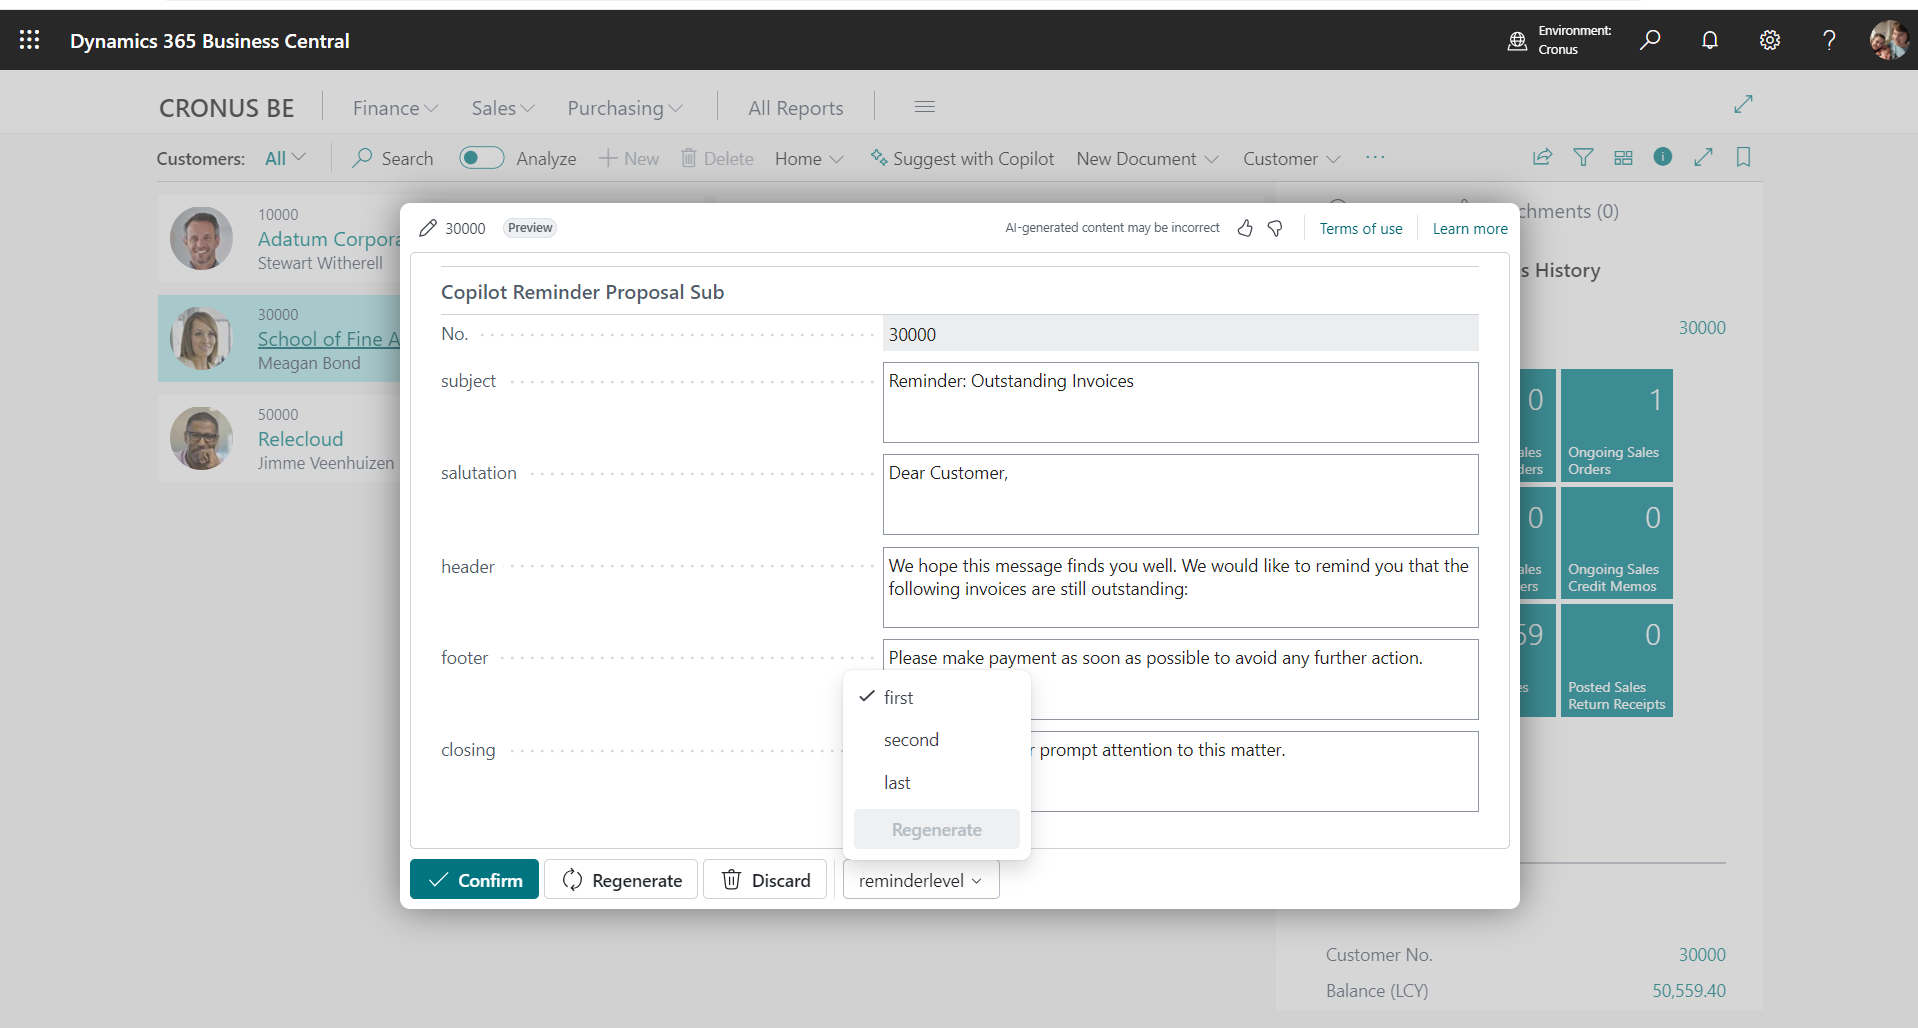 Dynamics 365 Business Central
Environment:
Cronus
?
CRONUS BE
Finance
Sales
Purchasing
All Reports
Customers:
All
Search
Analyze
New
Delete
Home
Suggest with Copilot
New Document
Customer
10000
Adatum Corpora
Stewart Witherell
30000
School of Fine A
Meagan Bond
50000
Relecloud
Jimme Veenhuizen
30000
Preview
AI-generated content may be incorrect
Terms of use
Learn more
Copilot Reminder Proposal Sub
No.
30000
subject
Reminder: Outstanding Invoices
salutation
Dear Customer,
header
We hope this message finds you well. We would like to remind you that the
following invoices are still outstanding:
footer
Please make payment as soon as possible to avoid any further action.
closing
prompt attention to this matter.
first
second
last
Regenerate
Confirm
Regenerate
Discard
reminderlevel
chments (0)
s History
30000
0
ales
ders
1
Ongoing Sales
Orders
0
ales
ers
0
Ongoing Sales
Credit Memos
59
es
0
Posted Sales
Return Receipts
Customer No.
30000
Balance (LCY)
50,559.40